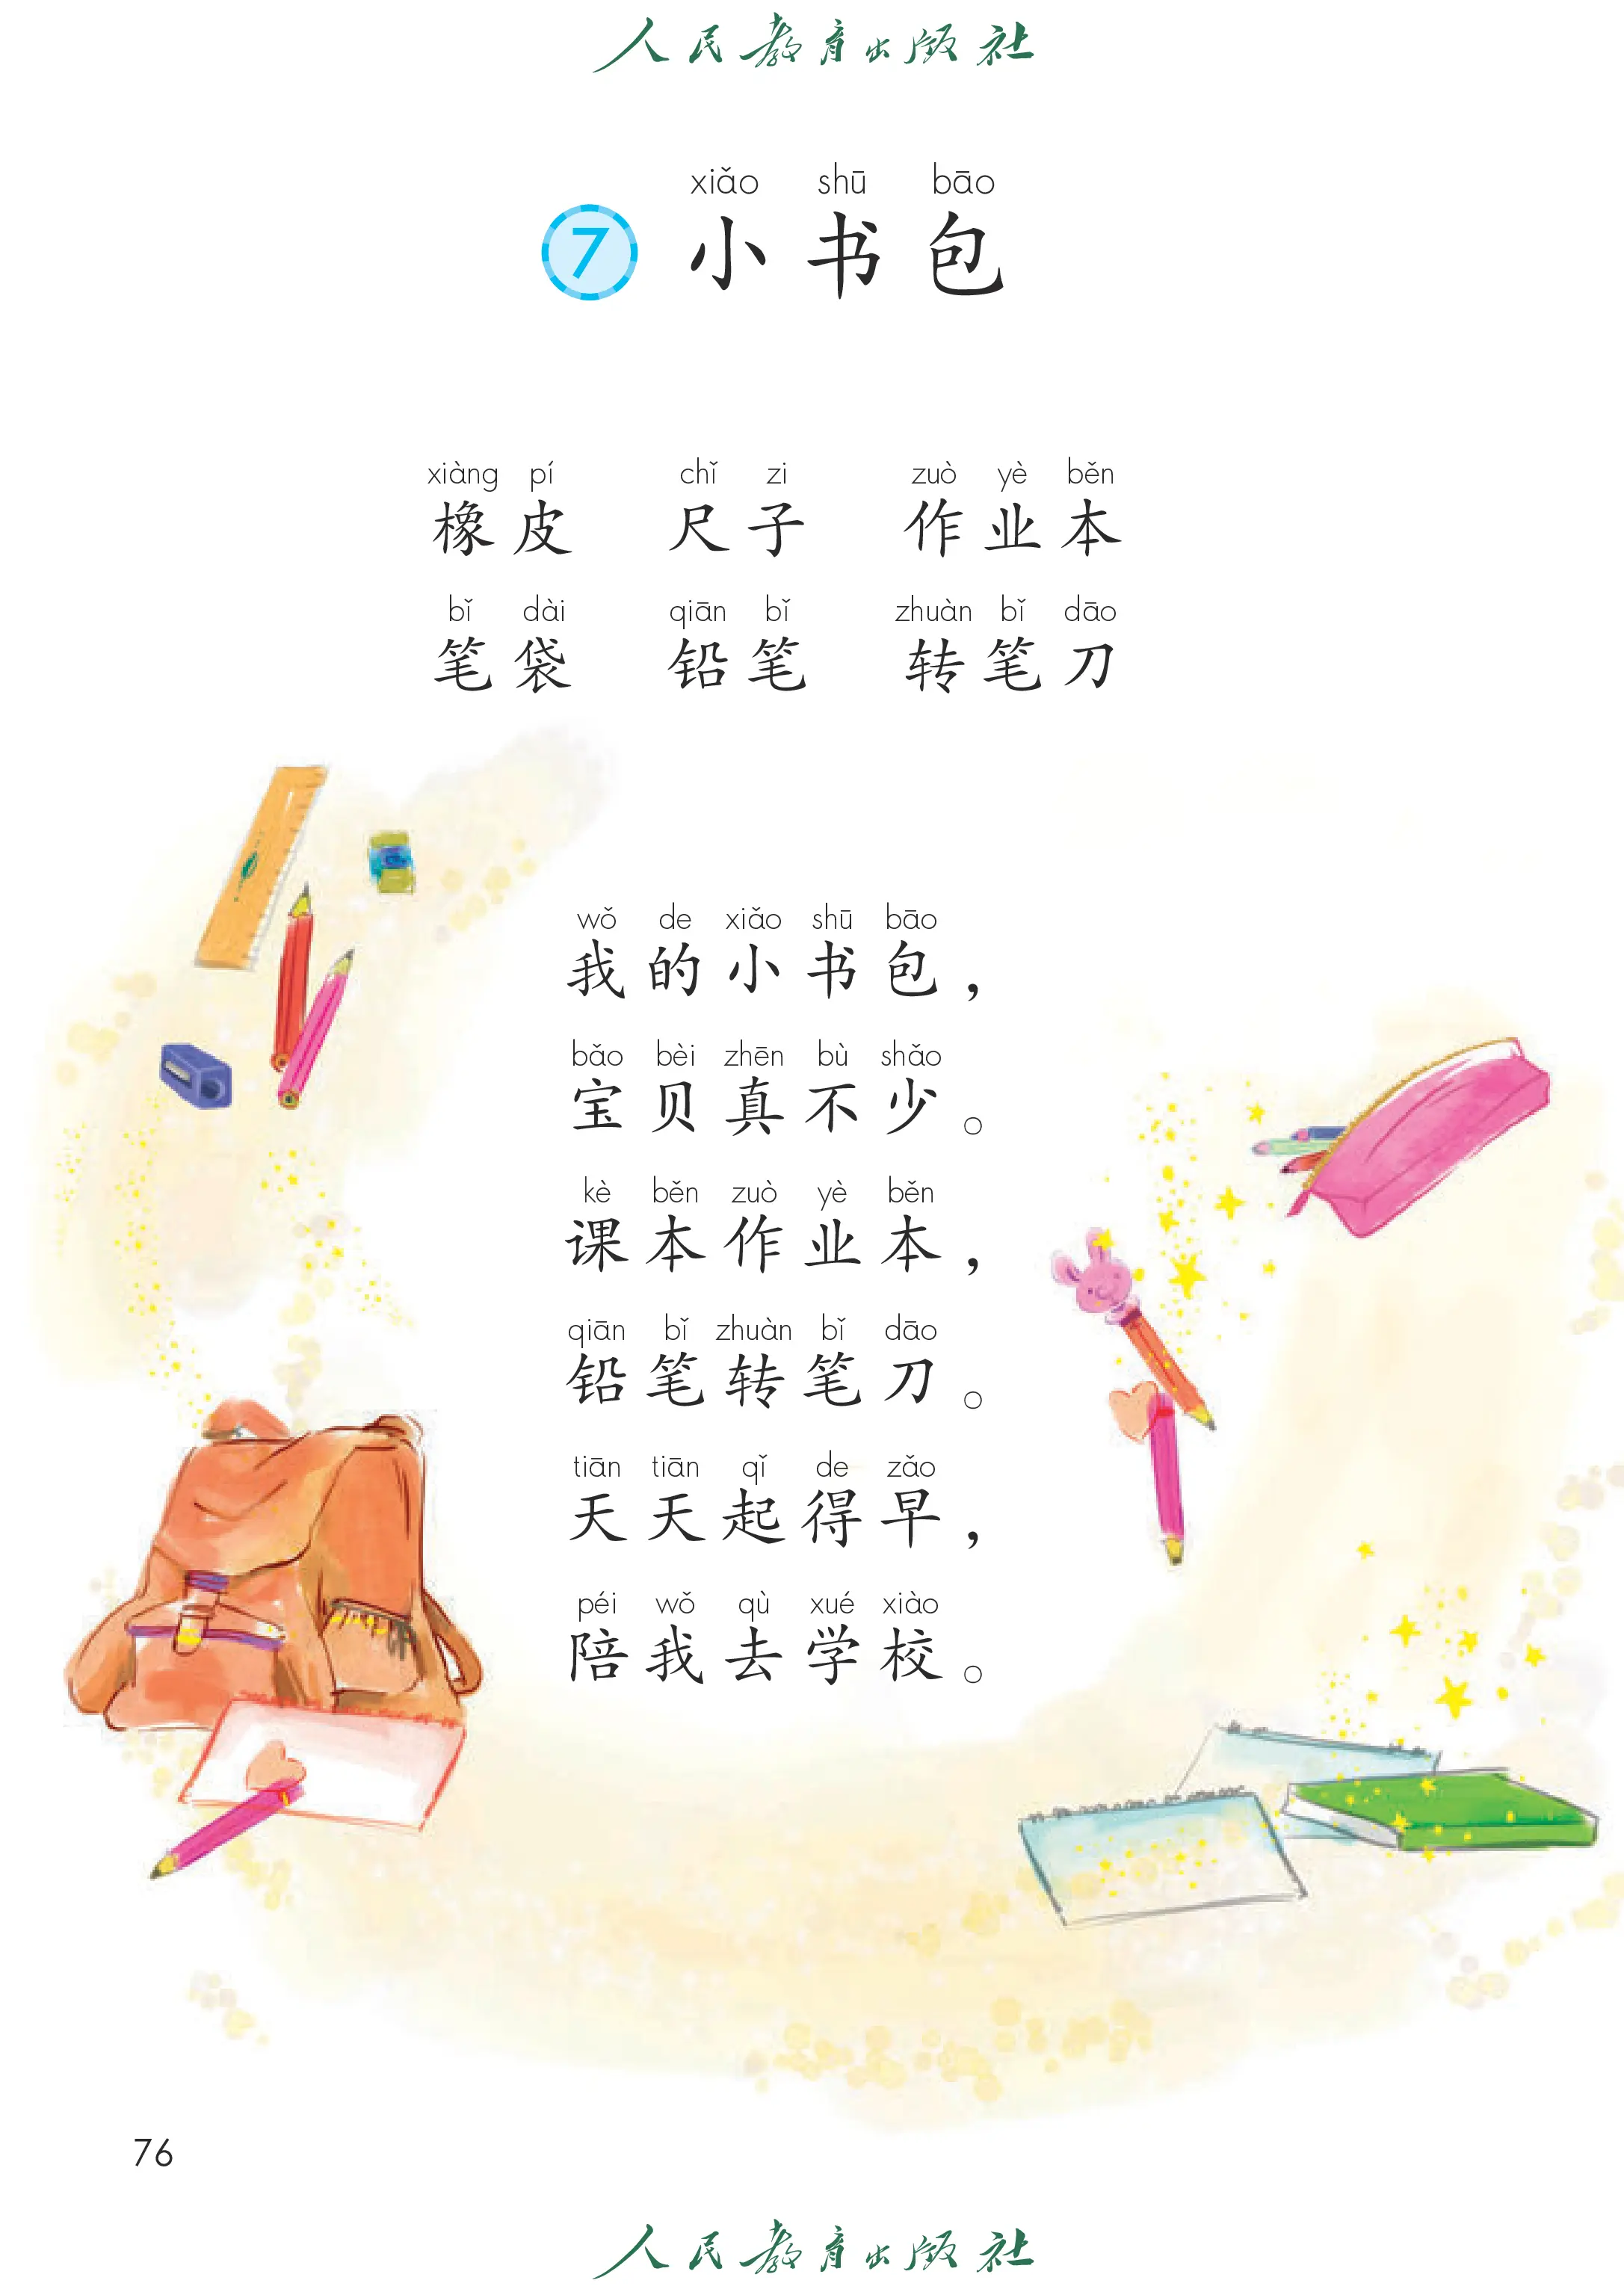 人民教育出版社
xiǎo shū bāo
7 小书包
xiàng pí chǐ zi zuò yè běn
橡皮 尺子 作业本
bǐ dài qiān bǐ zhuàn bǐ dāo
笔袋 铅笔 转笔刀
wǒ de xiǎo shū bāo
我的小书包，
bǎo bèi zhēn bù shǎo
宝贝真不少。
kè běn zuò yè běn
课本作业本，
qiān bǐ zhuàn bǐ dāo
铅笔转笔刀。
tiān tiān qǐ de zǎo
天天起得早，
péi wǒ qù xué xiào
陪我去学校。
76
人民教育出版社